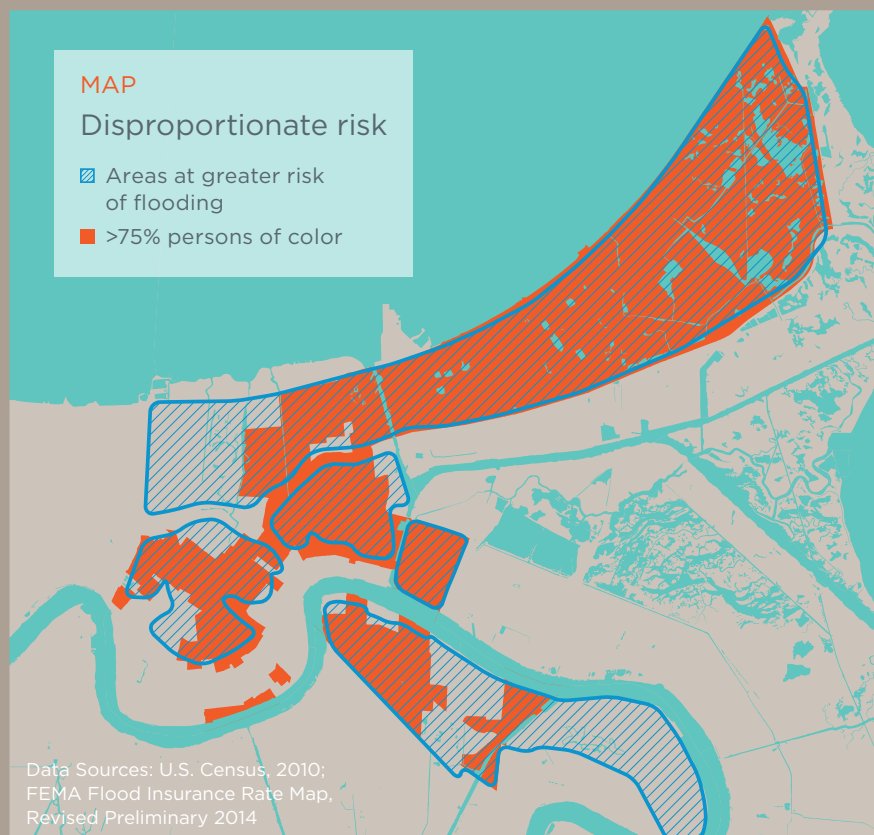 MAP
Disproportionate risk
Areas at greater risk
of flooding
>75% persons of color
Data Sources: U.S. Census, 2010;
FEMA Flood Insurance Rate Map,
Revised Preliminary 2014